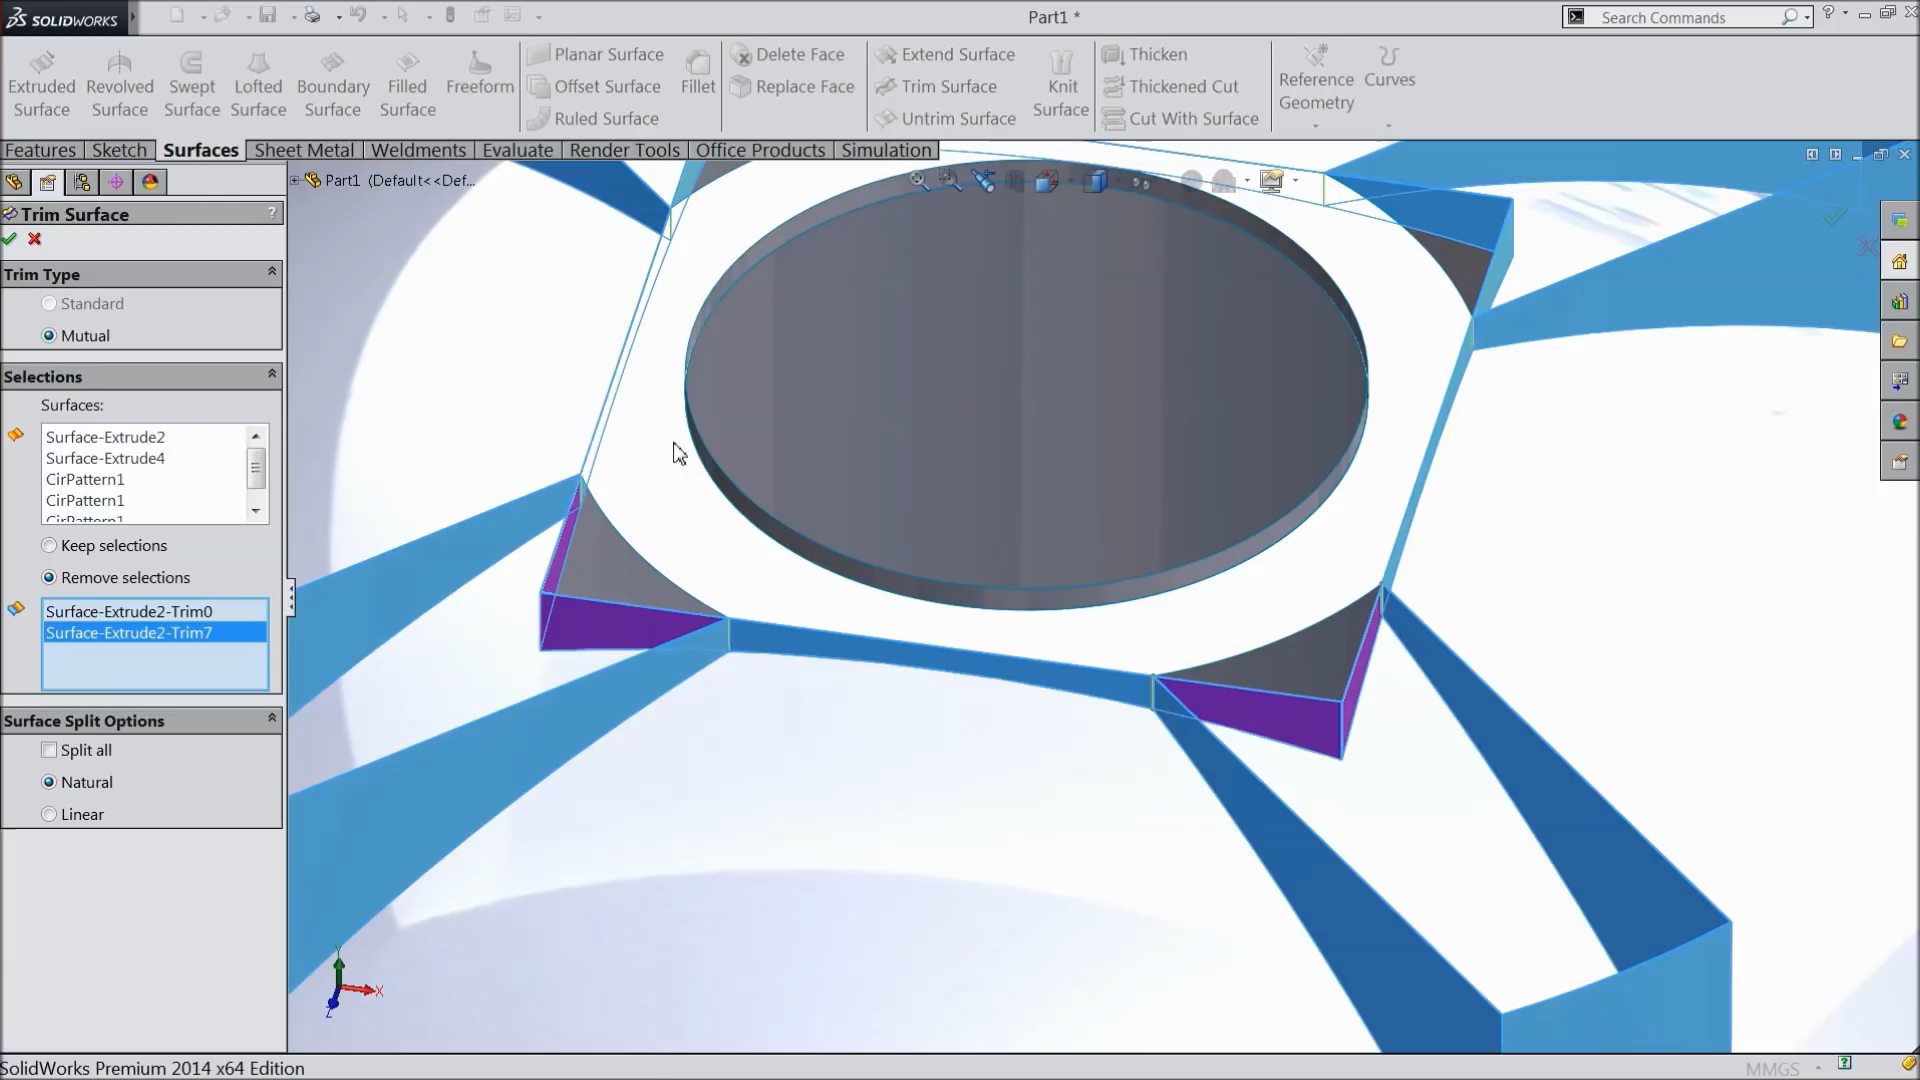 SOLIDWORKS
Part1 *
Search Commands
Extruded Surface
Revolved Surface
Swept Surface
Lofted Surface
Boundary Surface
Filled Surface
Freeform
Planar Surface
Offset Surface
Ruled Surface
Fillet
Delete Face
Replace Face
Extend Surface
Trim Surface
Untrim Surface
Knit Surface
Thicken
Thickened Cut
Cut With Surface
Reference Geometry
Curves
Features
Sketch
Surfaces
Sheet Metal
Weldments
Evaluate
Render Tools
Office Products
Simulation
Part1 (Default<<Def...
Trim Surface
?
Trim Type
Standard
Mutual
Selections
Surfaces:
Surface-Extrude2
Surface-Extrude4
CirPattern1
CirPattern1
CirPattern1
Keep selections
Remove selections
Surface-Extrude2-Trim0
Surface-Extrude2-Trim7
Surface Split Options
Split all
Natural
Linear
Y
X
Z
SolidWorks Premium 2014 x64 Edition
MMGS